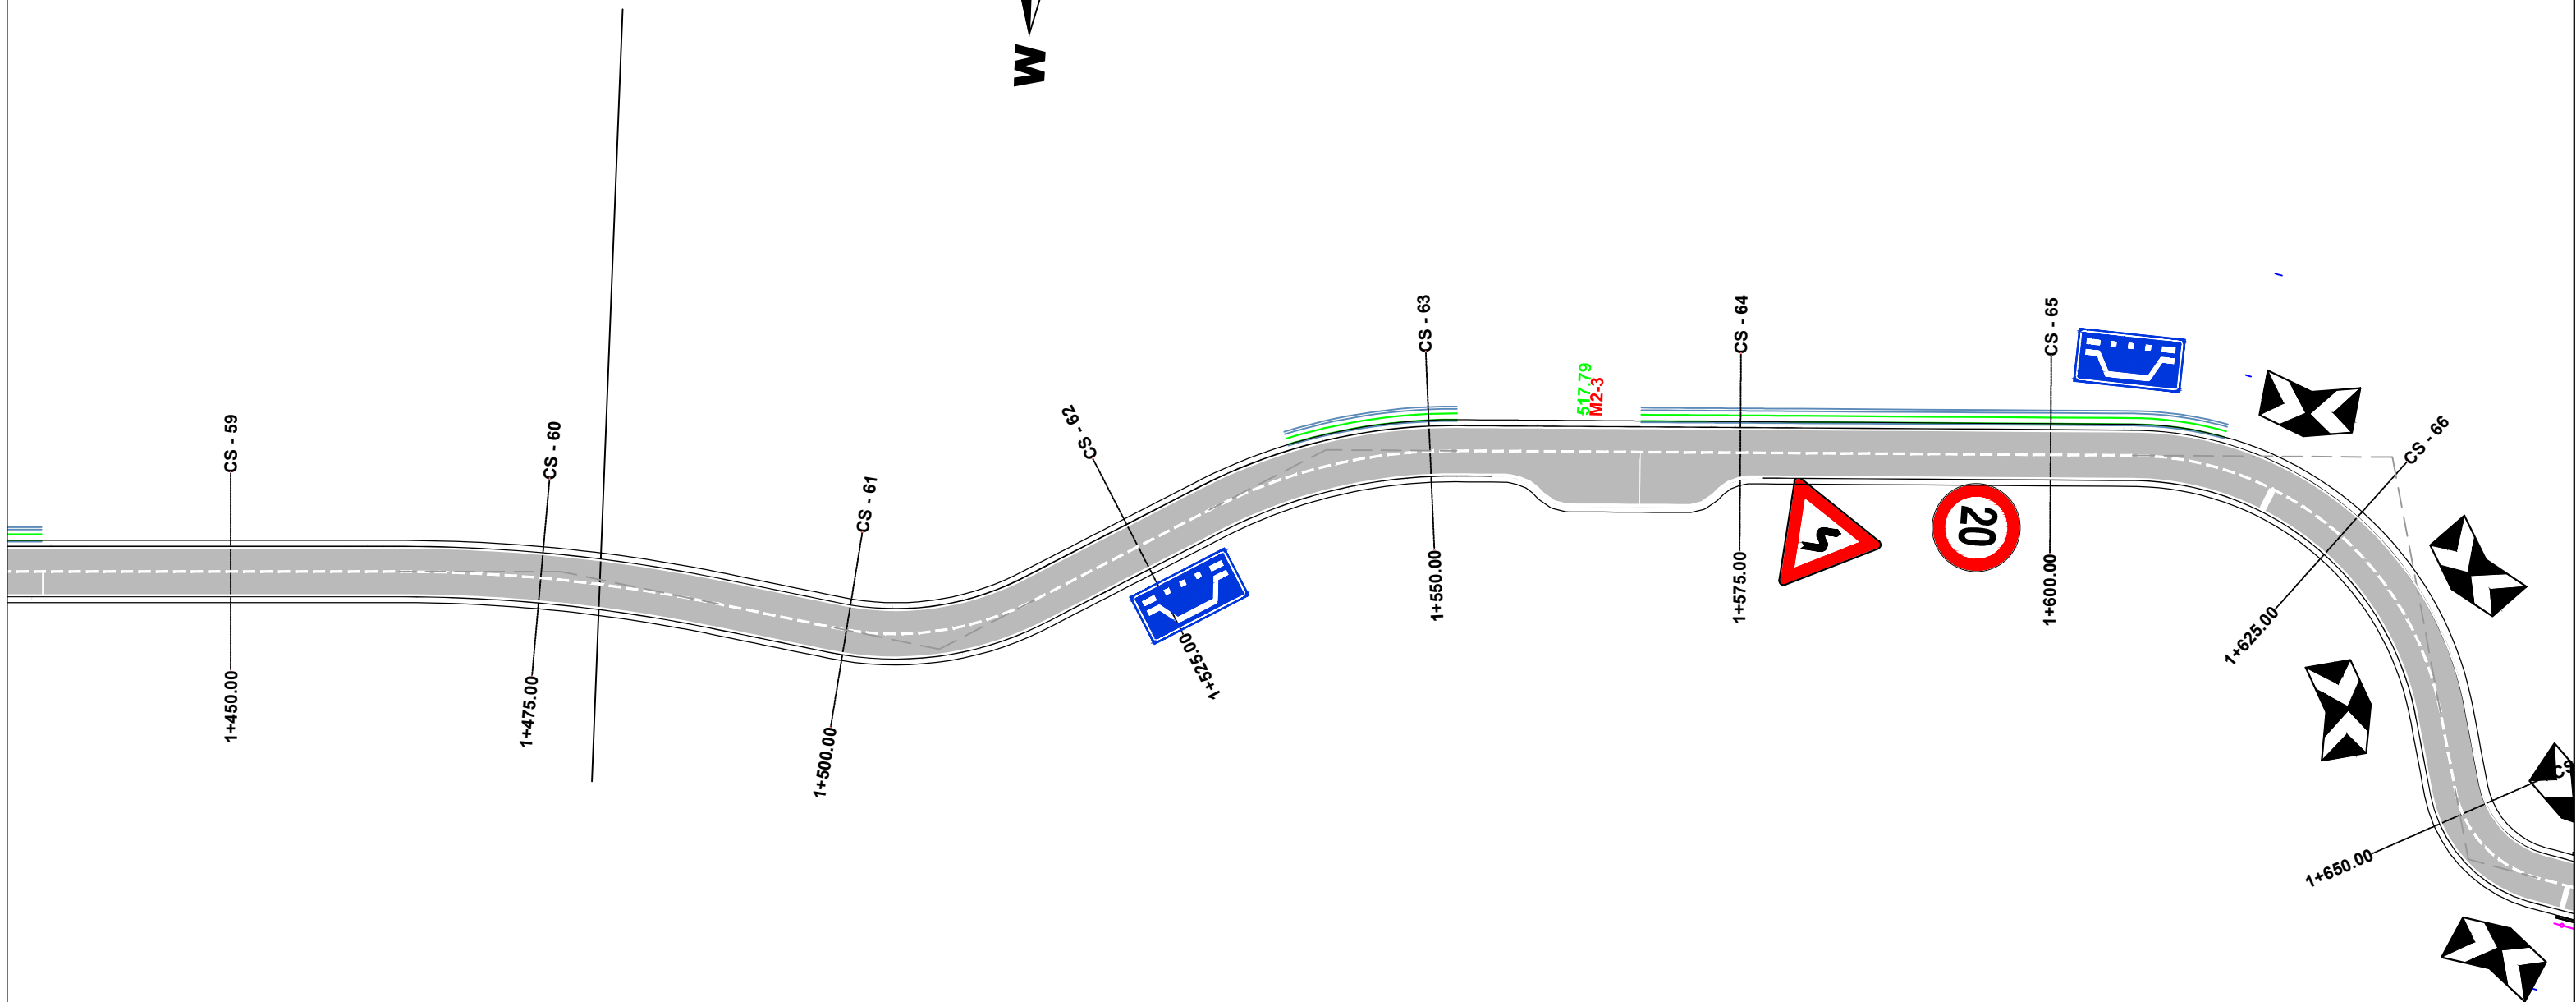 W
CS - 59
1+450.00
CS - 60
1+475.00
CS - 61
1+500.00
CS - 62
1+525.00
CS - 63
1+550.00
517.79
M2-3
CS - 64
1+575.00
20
CS - 65
1+600.00
CS - 66
1+625.00
CS
1+650.00